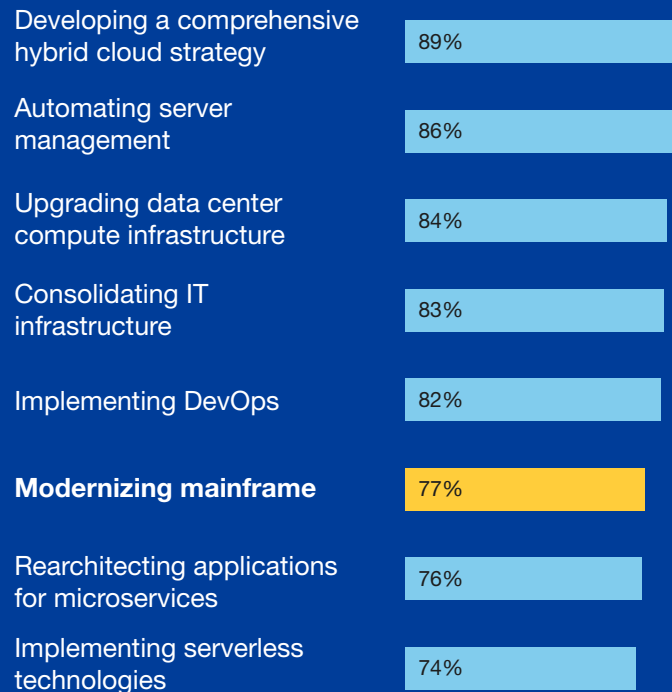 Developing a comprehensive
hybrid cloud strategy
89%
Automating server
management
86%
Upgrading data center
compute infrastructure
84%
Consolidating IT
infrastructure
83%
Implementing DevOps
82%
Modernizing mainframe
77%
Rearchitecting applications
for microservices
76%
Implementing serverless
technologies
74%